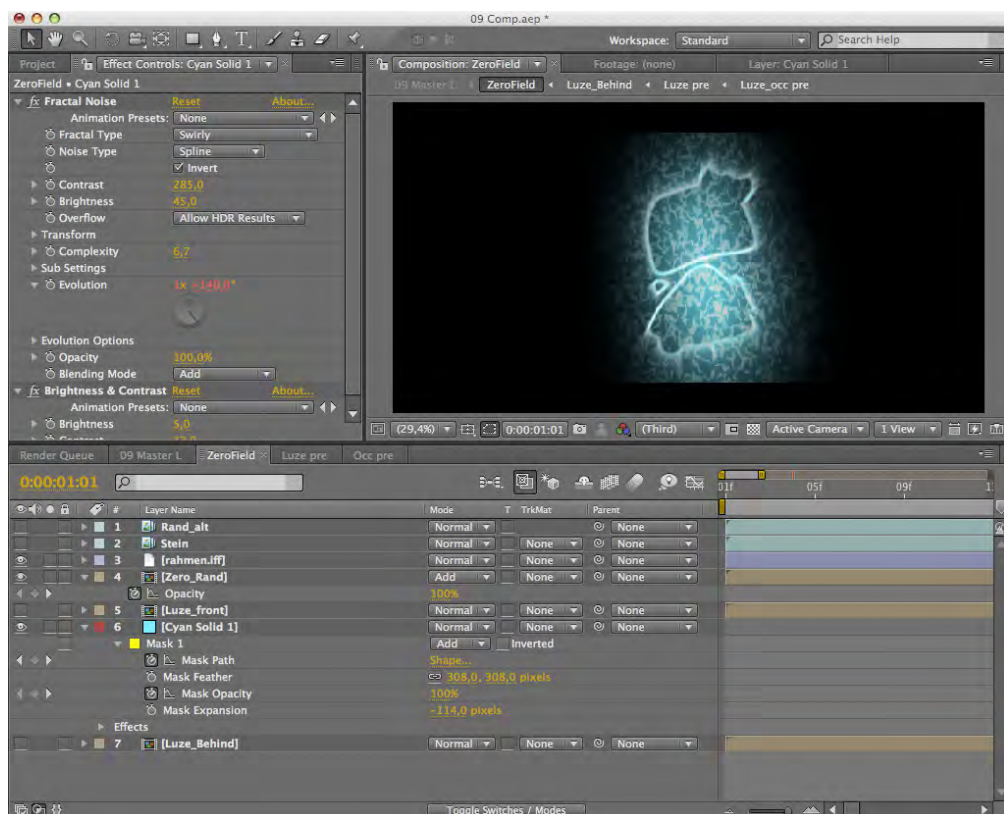 09 Comp.aep *
Workspace: Standard
Search Help
Project
Effect Controls: Cyan Solid 1
Composition: ZeroField
Footage: (none)
Layer: Cyan Solid 1
ZeroField • Cyan Solid 1
09 Master L
ZeroField
Luze_Behind
Luze pre
Luze_occ pre
fx Fractal Noise Reset About...
Animation Presets: None
Fractal Type Swirly
Noise Type Spline
Invert
Contrast 285,0
Brightness 45,0
Overflow Allow HDR Results
Transform
Complexity 6,7
Sub Settings
Evolution 1x +140,0°
Evolution Options
Opacity 100,0%
Blending Mode Add
fx Brightness & Contrast Reset About...
Animation Presets: None
Brightness 5,0
(29,4%) 0:00:01:01 (Third) Active Camera 1 View
Render Queue 09 Master L ZeroField Luze pre Occ pre
0:00:01:01
01f 05f 09f 1
# Layer Name Mode T TrkMat Parent
1 Rand_alt Normal None
2 Stein Normal None None
3 [rahmen.iff] Normal None None
4 [Zero_Rand] Add None None
Opacity 100%
5 [Luze_front] Normal None None
6 [Cyan Solid 1] Normal None None
Mask 1 Add Inverted
Mask Path Shape...
Mask Feather 308,0, 308,0 pixels
Mask Opacity 100%
Mask Expansion -114,0 pixels
Effects
7 [Luze_Behind] Normal None None
Toggle Switches / Modes